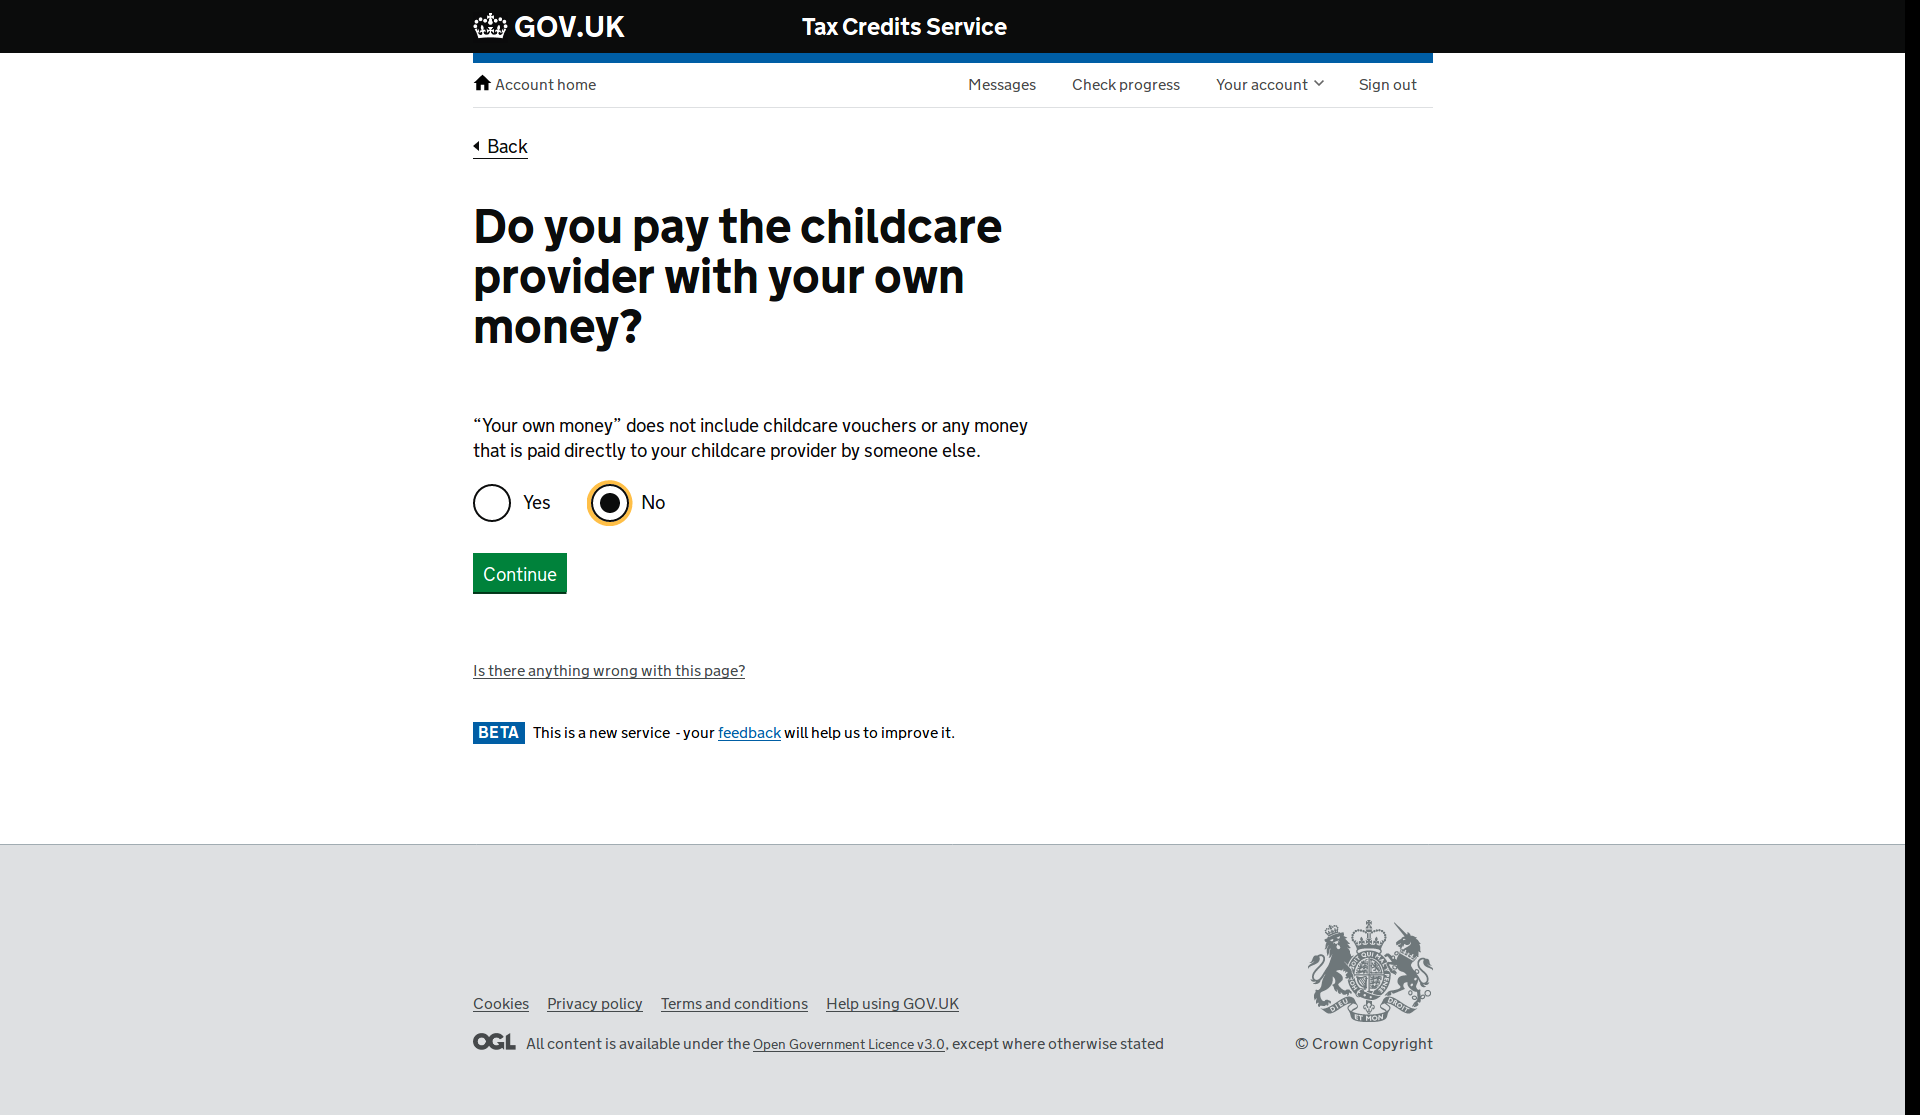 GOV.UK
Tax Credits Service
Account home
Messages
Check progress
Your account
Sign out
Back
Do you pay the childcare
provider with your own
money?
“Your own money” does not include childcare vouchers or any money
that is paid directly to your childcare provider by someone else.
Yes
No
Continue
Is there anything wrong with this page?
BETA This is a new service - your feedback will help us to improve it.
Cookies
Privacy policy
Terms and conditions
Help using GOV.UK
OGL All content is available under the Open Government Licence v3.0, except where otherwise stated
© Crown Copyright